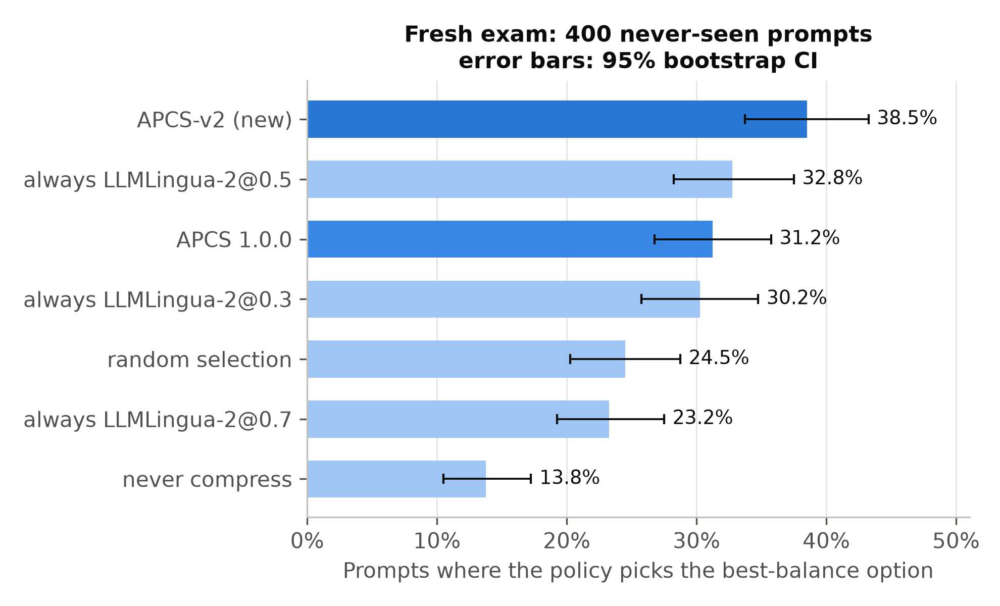 Fresh exam: 400 never-seen prompts
error bars: 95% bootstrap CI
APCS-v2 (new)
38.5%
always LLMLingua-2@0.5
32.8%
APCS 1.0.0
31.2%
always LLMLingua-2@0.3
30.2%
random selection
24.5%
always LLMLingua-2@0.7
23.2%
never compress
13.8%
0% 10% 20% 30% 40% 50%
Prompts where the policy picks the best-balance option